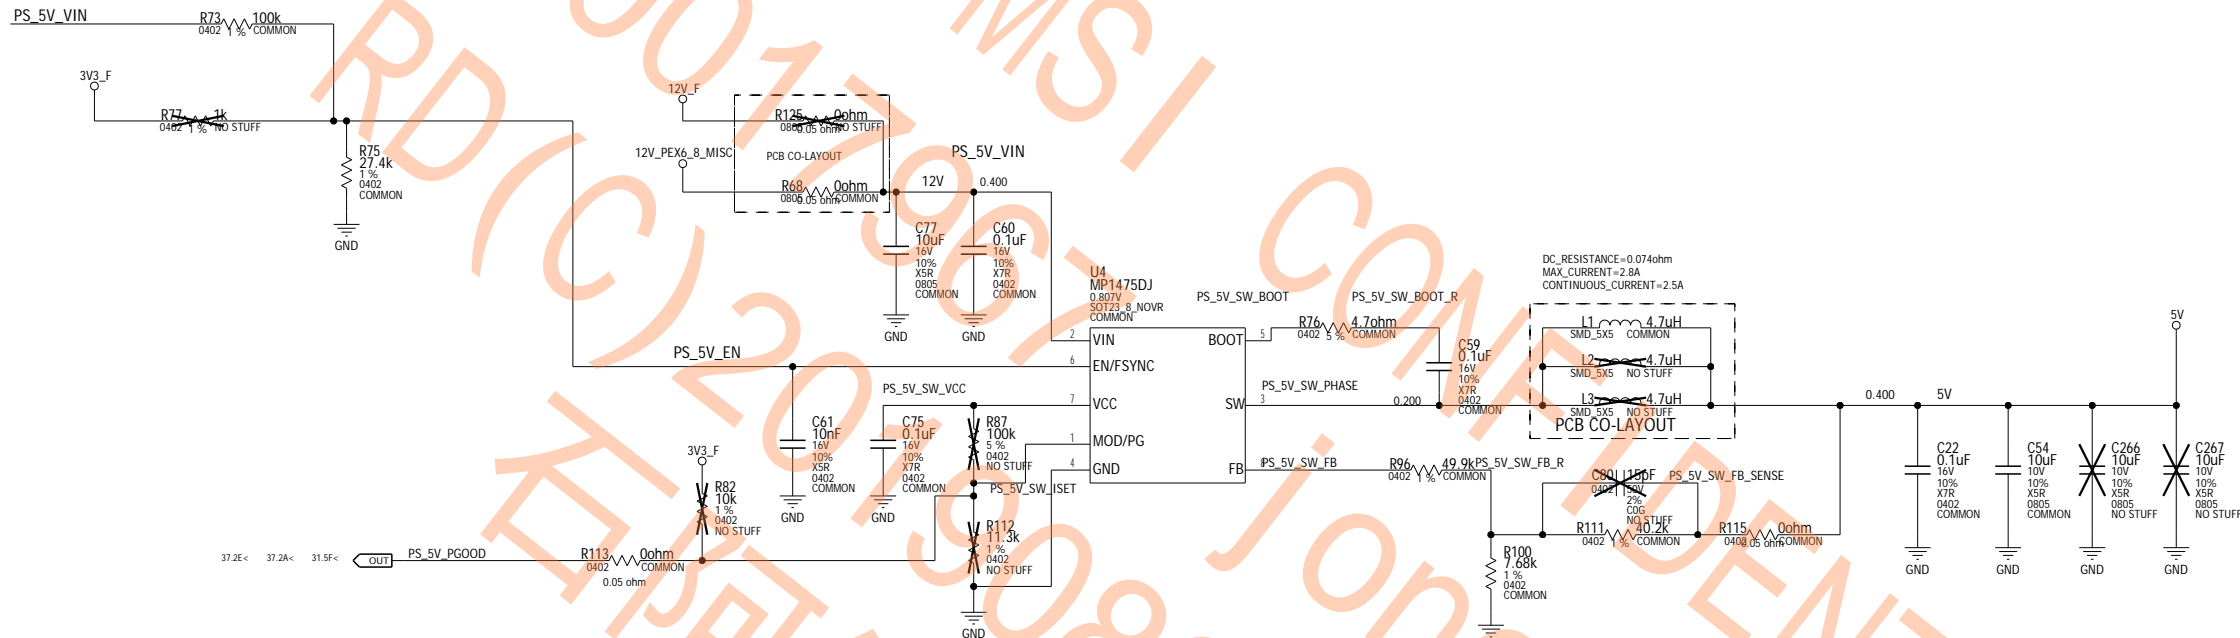 PS_5V_VIN
R73 100k
0402 1 % COMMON
3V3_F
R77 1k
0402 1 % NO STUFF
R75
27.4k
1 %
0402
COMMON
GND
12V_F
R125 0ohm
0805 0.05 ohm NO STUFF
12V_PEX6_8_MISC
PCB CO-LAYOUT
R68 0ohm
0805 0.05 ohm COMMON
PS_5V_VIN
12V 0.400
C77
10uF
16V
10%
X5R
0805
COMMON
GND
C60
0.1uF
16V
10%
X7R
0402
COMMON
GND
U4
MP1475DJ
0.807V
SOT23_8_NOVR
COMMON
2 VIN
6 EN/FSYNC
7 VCC
1 MOD/PG
4 GND
BOOT 5
SW 3
FB 8
PS_5V_EN
C61
10nF
16V
10%
X5R
0402
COMMON
GND
PS_5V_SW_VCC
C75
0.1uF
16V
10%
X7R
0402
COMMON
GND
R87
100k
5 %
0402
NO STUFF
PS_5V_SW_ISET
R112
11.3k
1 %
0402
NO STUFF
GND
3V3_F
R82
10k
1 %
0402
NO STUFF
37.2E< 37.2A< 31.5F< OUT PS_5V_PGOOD
R113 0ohm
0402 COMMON
0.05 ohm
PS_5V_SW_BOOT
PS_5V_SW_BOOT_R
R76 4.7ohm
0402 5 % COMMON
C59
0.1uF
16V
10%
X7R
0402
COMMON
PS_5V_SW_PHASE
0.200
DC_RESISTANCE=0.074ohm
MAX_CURRENT=2.8A
CONTINUOUS_CURRENT=2.5A
L1 4.7uH
SMD_5X5 COMMON
L2 4.7uH
SMD_5X5 NO STUFF
L3 4.7uH
SMD_5X5 NO STUFF
PCB CO-LAYOUT
PS_5V_SW_FB
R96 49.9k
0402 1 % COMMON
PS_5V_SW_FB_R
C80 15pF
0402 50V
2%
C0G
NO STUFF
PS_5V_SW_FB_SENSE
R111 40.2k
0402 1 % COMMON
R115 0ohm
0402 0.05 ohm COMMON
R100
7.68k
1 %
0402
COMMON
GND
0.400 5V
5V
C22
0.1uF
16V
10%
X7R
0402
COMMON
GND
C54
10uF
10V
10%
X5R
0805
COMMON
GND
C266
10uF
10V
10%
X5R
0805
NO STUFF
GND
C267
10uF
10V
10%
X5R
0805
NO STUFF
GND
MSI CONFIDENT
RD(C)201908